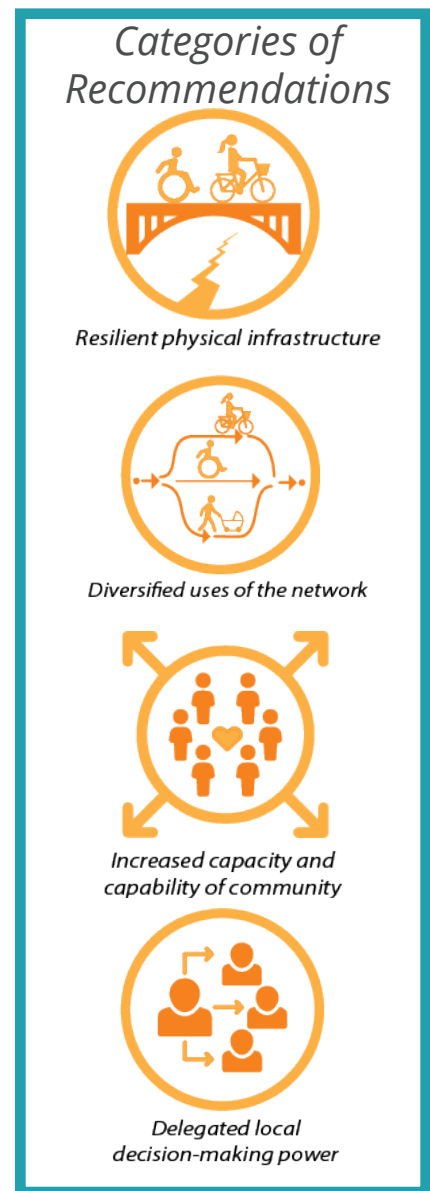 Categories of
Recommendations
Resilient physical infrastructure
Diversified uses of the network
Increased capacity and
capability of community
Delegated local
decision-making power